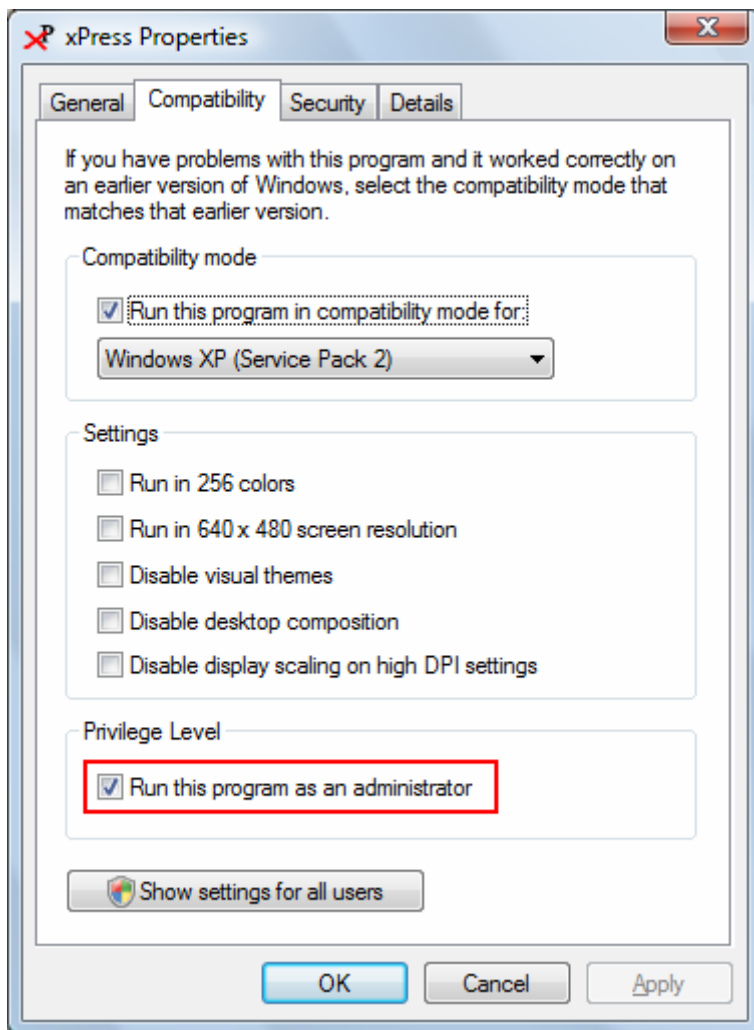 xPress Properties
General Compatibility Security Details
If you have problems with this program and it worked correctly on
an earlier version of Windows, select the compatibility mode that
matches that earlier version.
Compatibility mode
Run this program in compatibility mode for:
Windows XP (Service Pack 2)
Settings
Run in 256 colors
Run in 640 x 480 screen resolution
Disable visual themes
Disable desktop composition
Disable display scaling on high DPI settings
Privilege Level
Run this program as an administrator
Show settings for all users
OK Cancel Apply